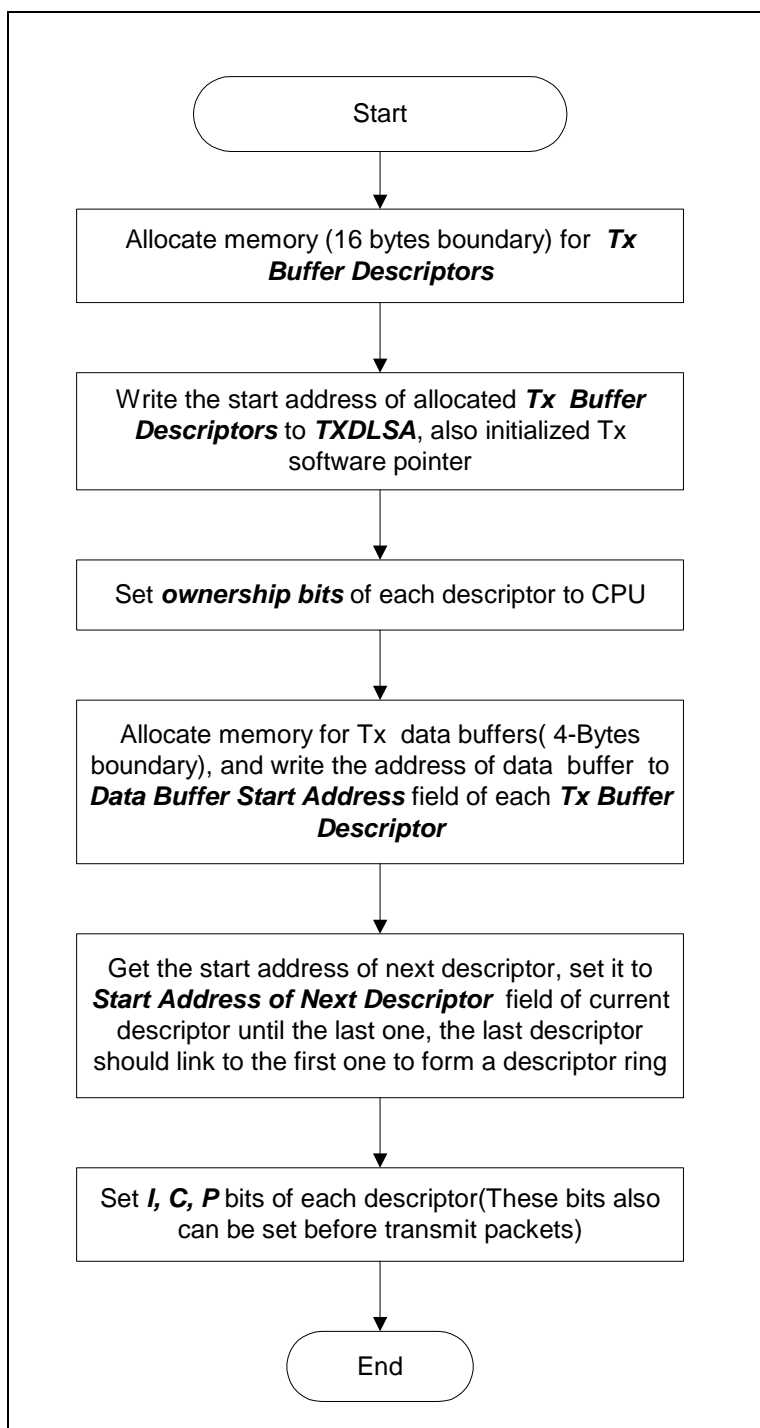 Start
Allocate memory (16 bytes boundary) for Tx
Buffer Descriptors
Write the start address of allocated Tx Buffer
Descriptors to TXDLSA, also initialized Tx
software pointer
Set ownership bits of each descriptor to CPU
Allocate memory for Tx data buffers( 4-Bytes
boundary), and write the address of data buffer to
Data Buffer Start Address field of each Tx Buffer
Descriptor
Get the start address of next descriptor, set it to
Start Address of Next Descriptor field of current
descriptor until the last one, the last descriptor
should link to the first one to form a descriptor ring
Set I, C, P bits of each descriptor(These bits also
can be set before transmit packets)
End